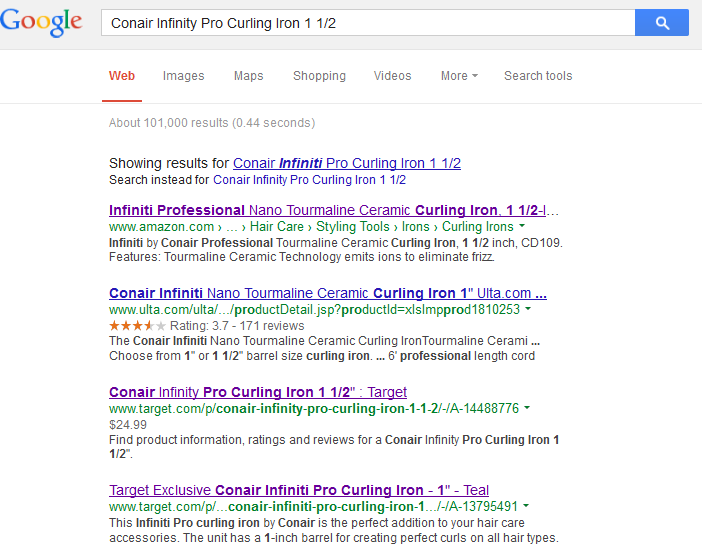 Google
Conair Infinity Pro Curling Iron 1 1/2
Web Images Maps Shopping Videos More Search tools
About 101,000 results (0.44 seconds)
Showing results for Conair Infiniti Pro Curling Iron 1 1/2
Search instead for Conair Infinity Pro Curling Iron 1 1/2
Infiniti Professional Nano Tourmaline Ceramic Curling Iron, 1 1/2-I...
www.amazon.com › ... › Hair Care › Styling Tools › Irons › Curling Irons
Infiniti by Conair Professional Tourmaline Ceramic Curling Iron, 1 1/2 inch, CD109.
Features: Tourmaline Ceramic Technology emits ions to eliminate frizz.
Conair Infiniti Nano Tourmaline Ceramic Curling Iron 1" Ulta.com ...
www.ulta.com/ulta/.../productDetail.jsp?productId=xlsImpprod1810253
Rating: 3.7 - 171 reviews
The Conair Infiniti Nano Tourmaline Ceramic Curling IronTourmaline Cerami ...
Choose from 1" or 1 1/2" barrel size curling iron. ... 6' professional length cord
Conair Infinity Pro Curling Iron 1 1/2" : Target
www.target.com/p/conair-infinity-pro-curling-iron-1-1-2/-/A-14488776
$24.99
Find product information, ratings and reviews for a Conair Infinity Pro Curling Iron 1
1/2".
Target Exclusive Conair Infiniti Pro Curling Iron - 1" - Teal
www.target.com/p/...conair-infiniti-pro-curling-iron-1.../-/A-13795491
This Infiniti Pro curling iron by Conair is the perfect addition to your hair care
accessories. The unit has a 1-inch barrel for creating perfect curls on all hair types.